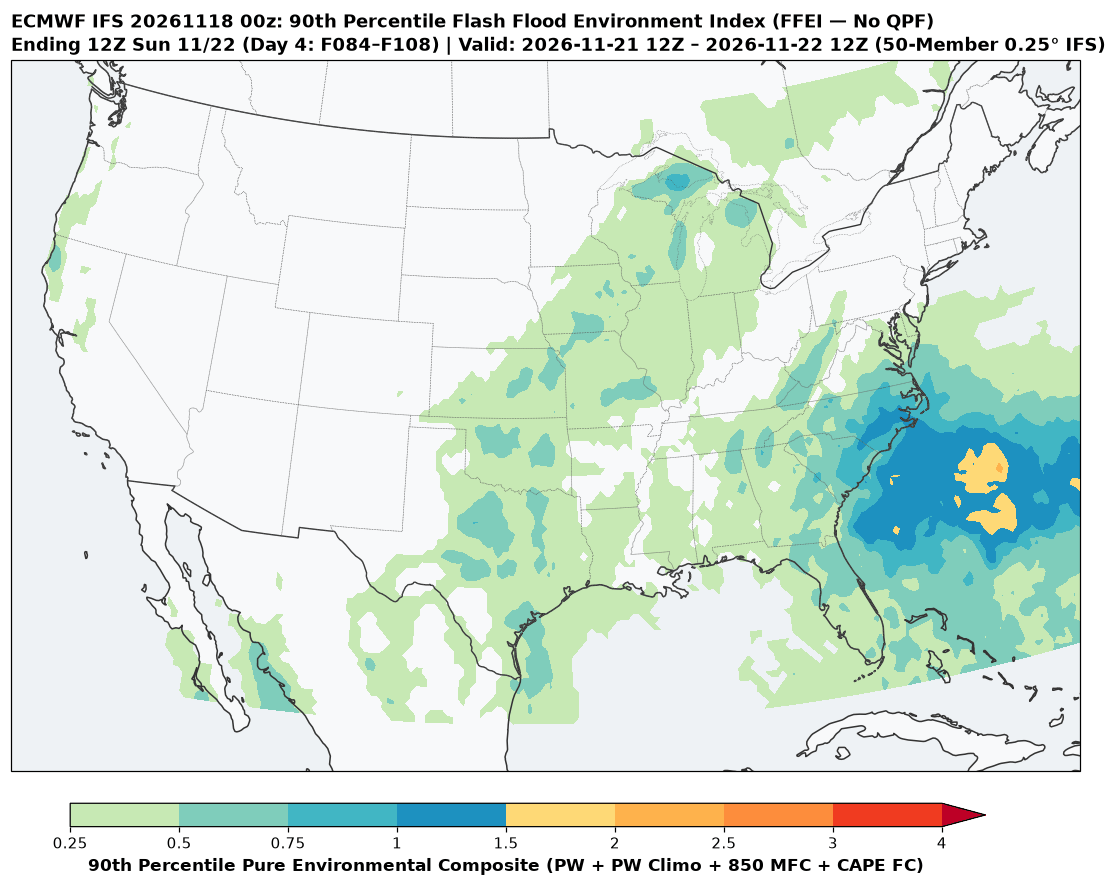 ECMWF IFS 20261118 00z: 90th Percentile Flash Flood Environment Index (FFEI — No QPF)
Ending 12Z Sun 11/22 (Day 4: F084–F108) | Valid: 2026-11-21 12Z – 2026-11-22 12Z (50-Member 0.25° IFS)
0.25 0.5 0.75 1 1.5 2 2.5 3 4
90th Percentile Pure Environmental Composite (PW + PW Climo + 850 MFC + CAPE FC)